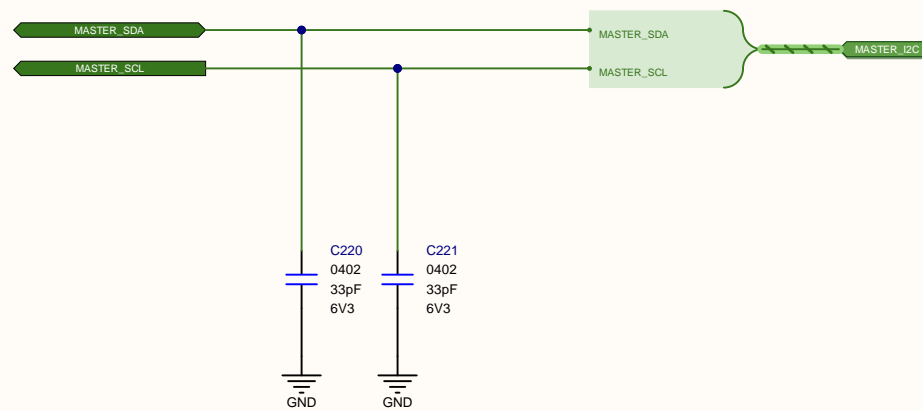 MASTER_SDA
MASTER_SCL
MASTER_SDA
MASTER_SCL
MASTER_I2C
C220
0402
33pF
6V3
C221
0402
33pF
6V3
GND
GND